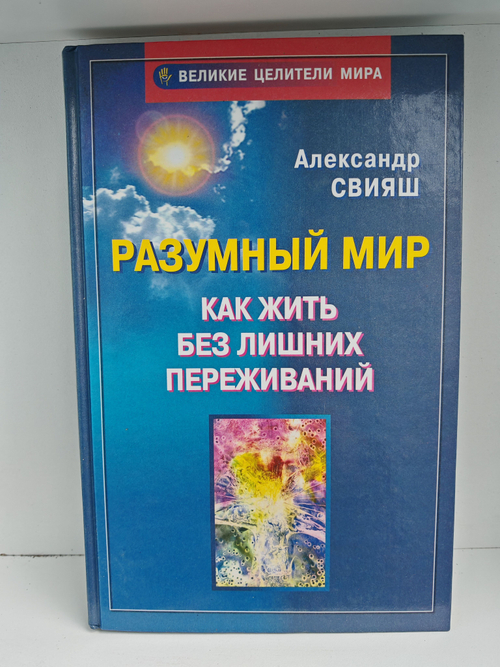 ВЕЛИКИЕ ЦЕЛИТЕЛИ МИРА
Александр
СВИЯШ
РАЗУМНЫЙ МИР
КАК ЖИТЬ
БЕЗ ЛИШНИХ
ПЕРЕЖИВАНИЙ